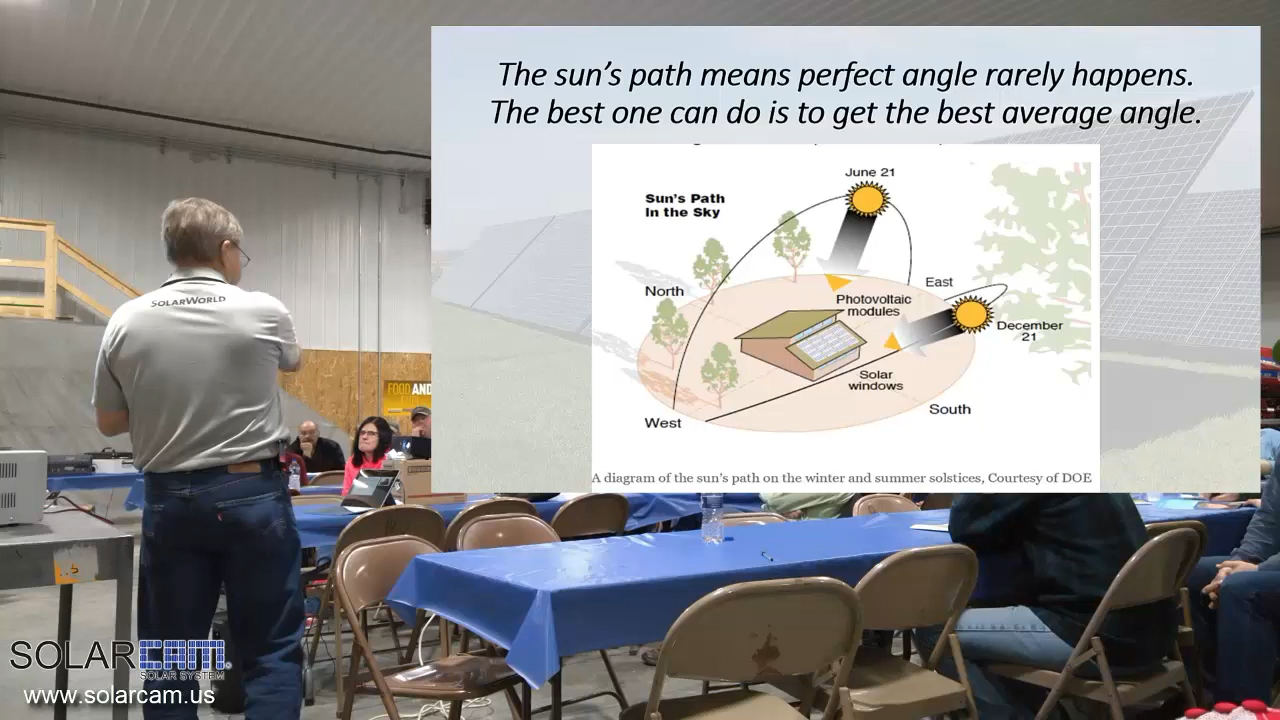 The sun's path means perfect angle rarely happens.
The best one can do is to get the best average angle.
June 21
Sun's Path
In the Sky
North
East
Photovoltaic
modules
December
21
Solar
windows
South
West
A diagram of the sun's path on the winter and summer solstices, Courtesy of DOE
SOLARWORLD
FOOD AND
SOLARCAM
SOLAR SYSTEM
www.solarcam.us